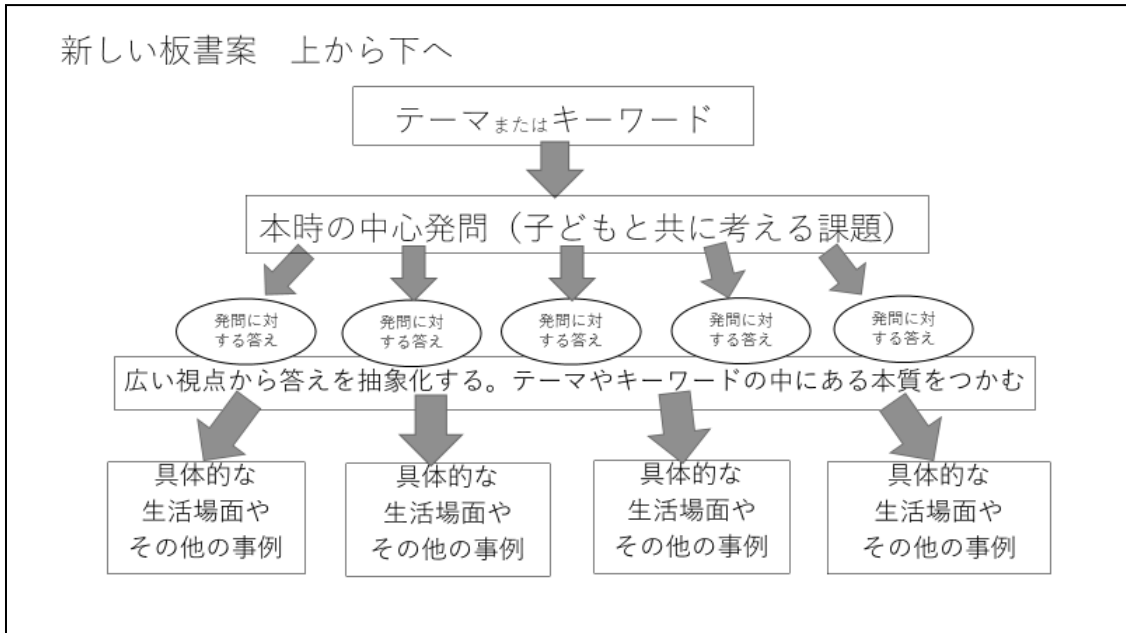 新しい板書案　上から下へ
テーマまたはキーワード
本時の中心発問（子どもと共に考える課題）
発問に対
する答え
発問に対
する答え
発問に対
する答え
発問に対
する答え
発問に対
する答え
広い視点から答えを抽象化する。テーマやキーワードの中にある本質をつかむ
具体的な
生活場面や
その他の事例
具体的な
生活場面や
その他の事例
具体的な
生活場面や
その他の事例
具体的な
生活場面や
その他の事例